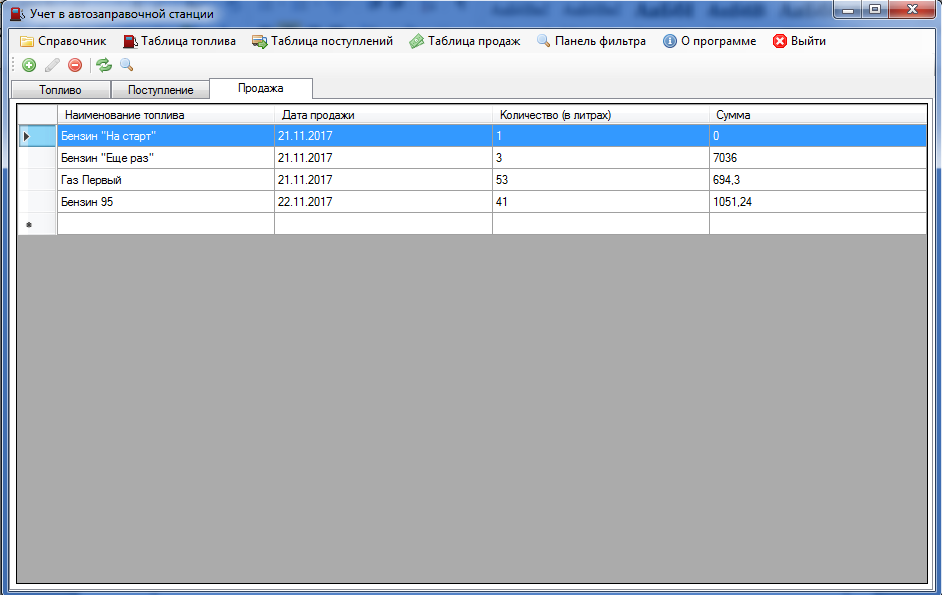 Учет в автозаправочной станции
Справочник Таблица топлива Таблица поступлений Таблица продаж Панель фильтра О программе Выйти
Топливо Поступление Продажа
Наименование топлива Дата продажи Количество (в литрах) Сумма
Бензин "На старт" 21.11.2017 1 0
Бензин "Еще раз" 21.11.2017 3 7036
Газ Первый 21.11.2017 53 694,3
Бензин 95 22.11.2017 41 1051,24